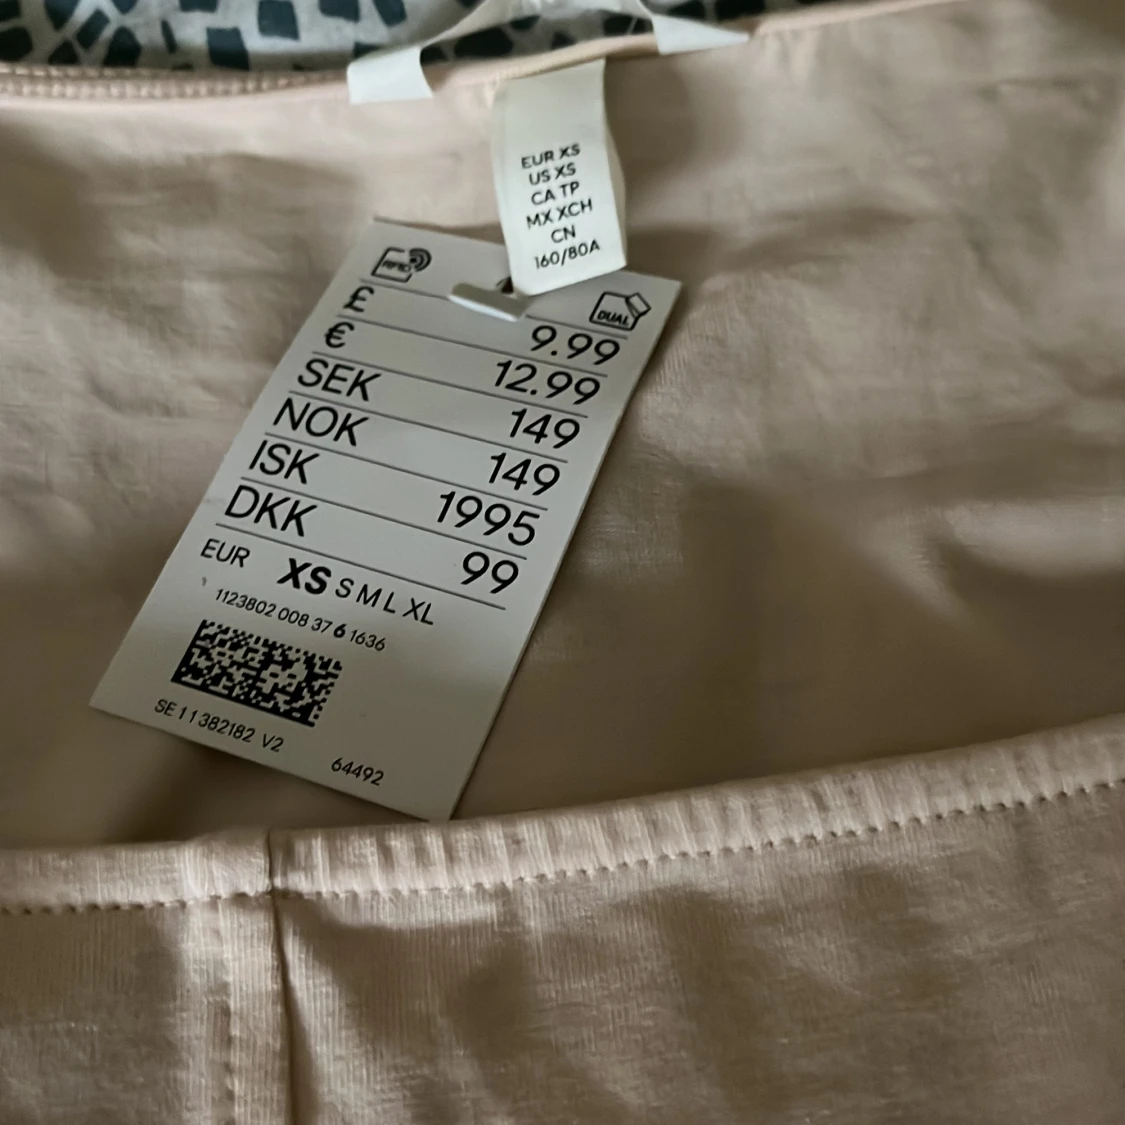 EUR XS
US XS
CA TP
MX XCH
CN
160/80A
RFID
DUAL
£ 9.99
€ 12.99
SEK 149
NOK 149
ISK 1995
DKK 99
EUR XS S M L XL
1123802 008 37 6 1636
SE 11382182 V2
64492